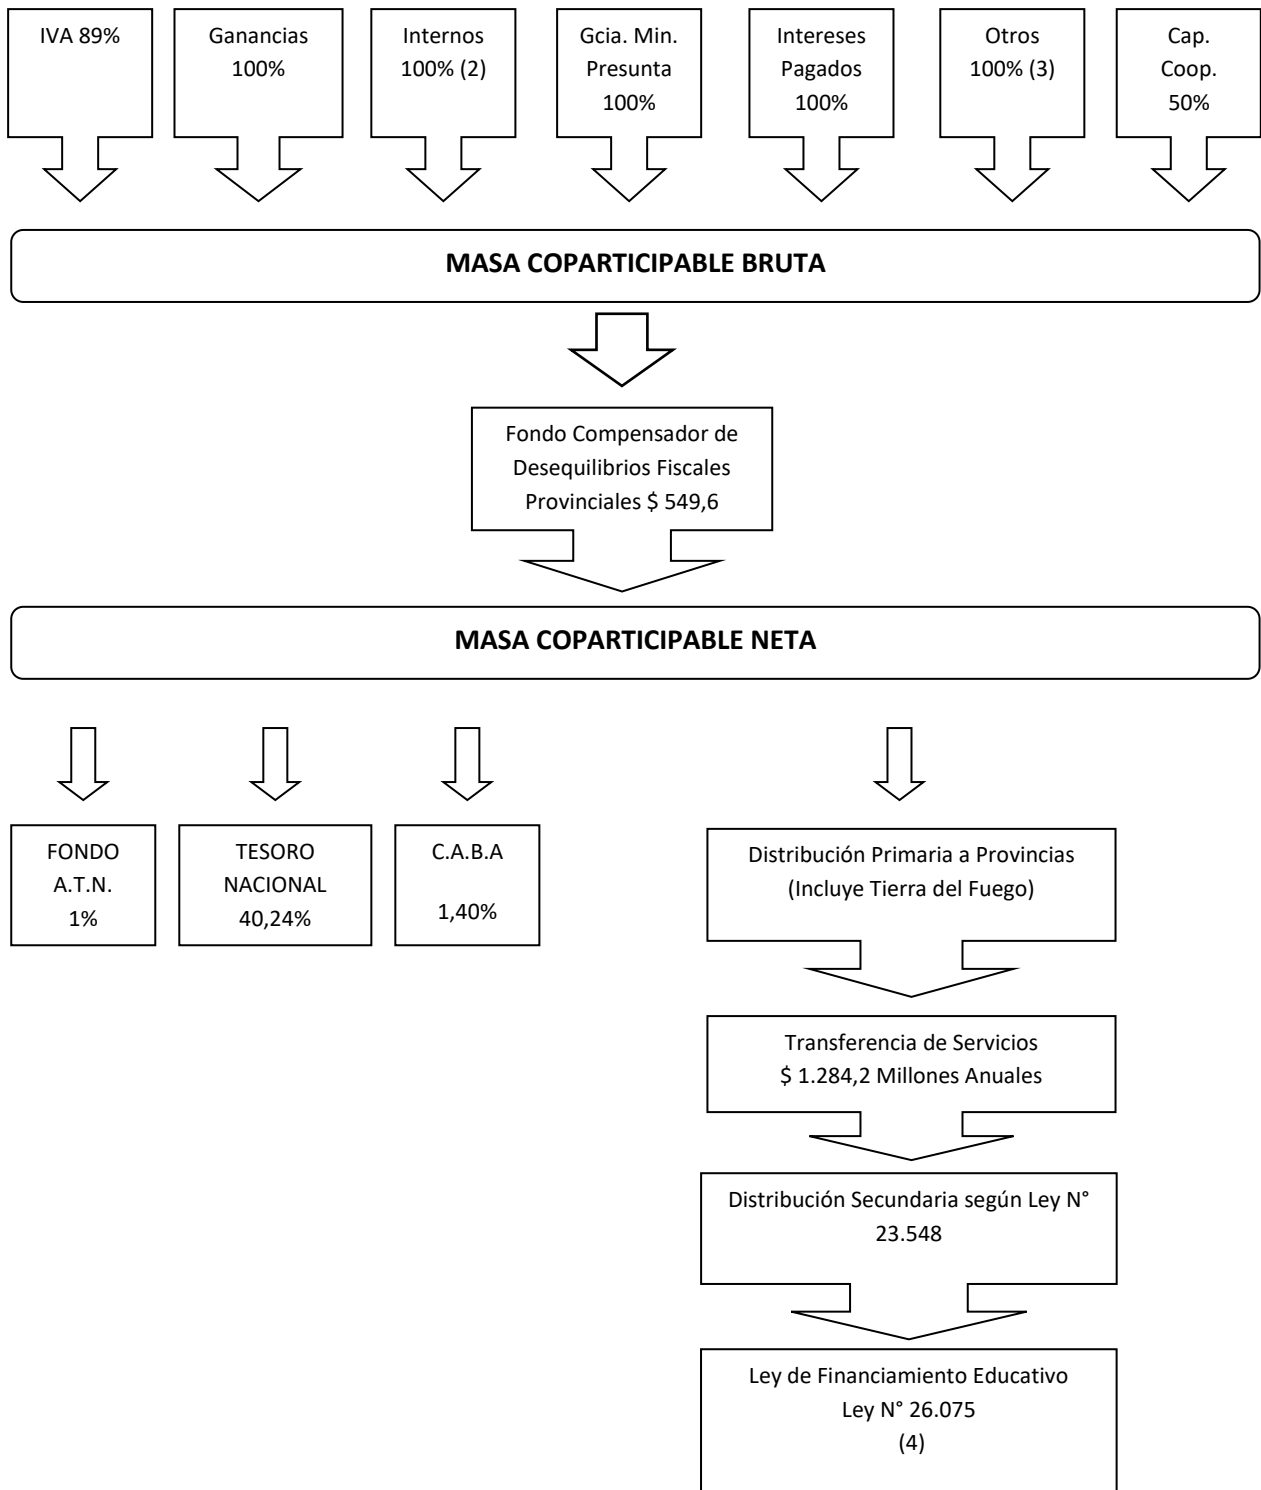 IVA 89%
Ganancias
100%
Internos
100% (2)
Gcia. Min.
Presunta
100%
Intereses
Pagados
100%
Otros
100% (3)
Cap.
Coop.
50%
MASA COPARTICIPABLE BRUTA
Fondo Compensador de
Desequilibrios Fiscales
Provinciales $ 549,6
MASA COPARTICIPABLE NETA
FONDO
A.T.N.
1%
TESORO
NACIONAL
40,24%
C.A.B.A
1,40%
Distribución Primaria a Provincias
(Incluye Tierra del Fuego)
Transferencia de Servicios
$ 1.284,2 Millones Anuales
Distribución Secundaria según Ley N°
23.548
Ley de Financiamiento Educativo
Ley N° 26.075
(4)